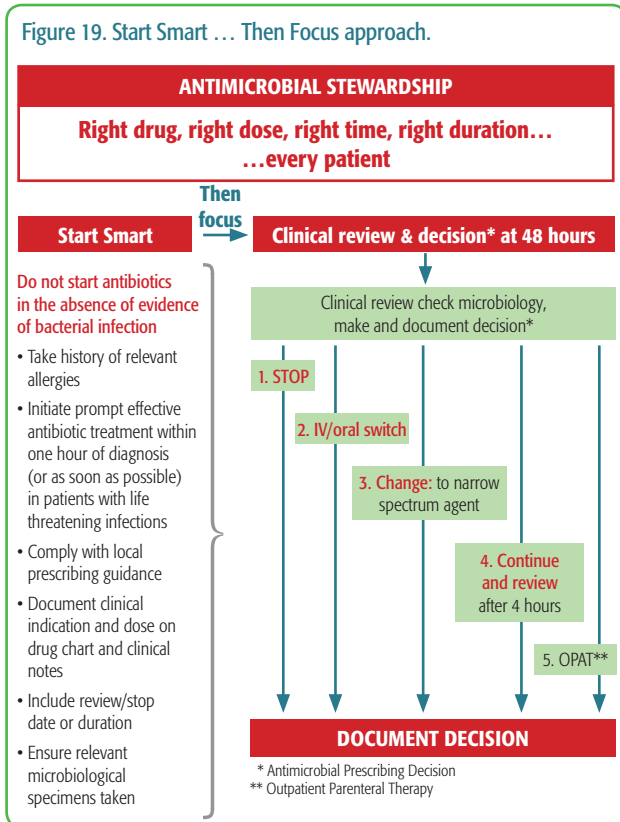 Figure 19. Start Smart … Then Focus approach.
ANTIMICROBIAL STEWARDSHIP
Right drug, right dose, right time, right duration…
…every patient
Then
focus
Start Smart
Clinical review & decision* at 48 hours
Do not start antibiotics
in the absence of evidence
of bacterial infection
• Take history of relevant
allergies
• Initiate prompt effective
antibiotic treatment within
one hour of diagnosis
(or as soon as possible)
in patients with life
threatening infections
• Comply with local
prescribing guidance
• Document clinical
indication and dose on
drug chart and clinical
notes
• Include review/stop
date or duration
• Ensure relevant
microbiological
specimens taken
Clinical review check microbiology,
make and document decision*
1. STOP
2. IV/oral switch
3. Change: to narrow
spectrum agent
4. Continue
and review
after 4 hours
5. OPAT**
DOCUMENT DECISION
* Antimicrobial Prescribing Decision
** Outpatient Parenteral Therapy